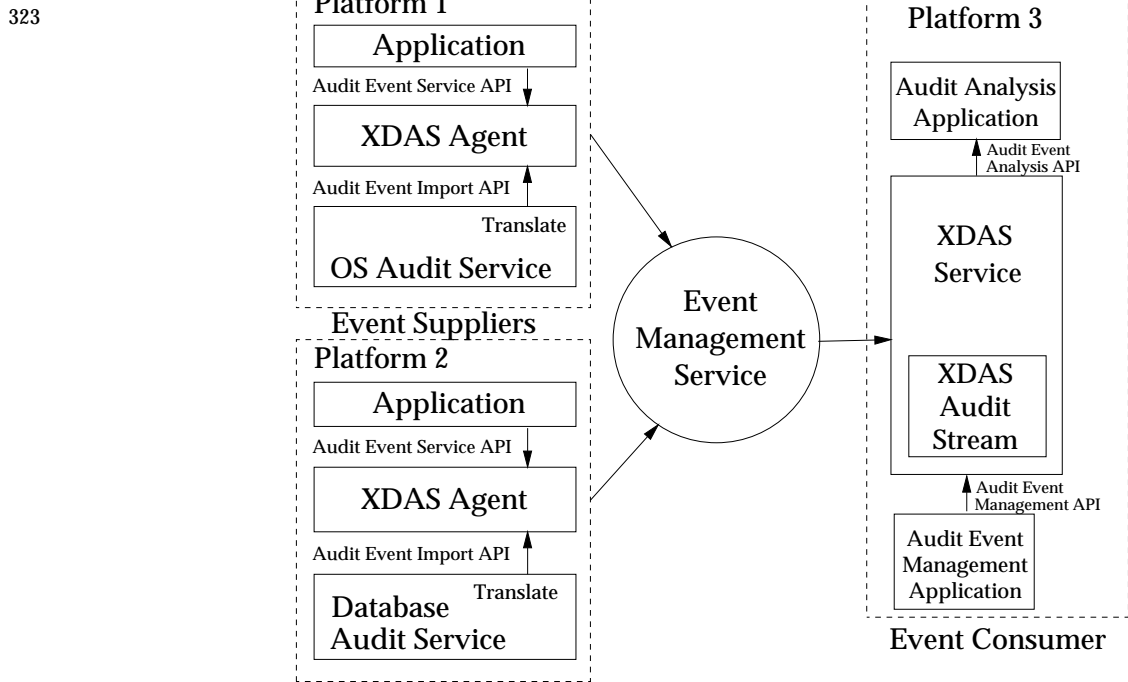 323
Platform 1
Application
Audit Event Service API
XDAS Agent
Audit Event Import API
Translate
OS Audit Service
Event Suppliers
Platform 2
Application
Audit Event Service API
XDAS Agent
Audit Event Import API
Translate
Database
Audit Service
Event
Management
Service
Platform 3
Audit Analysis
Application
Audit Event
Analysis API
XDAS
Service
XDAS
Audit
Stream
Audit Event
Management API
Audit Event
Management
Application
Event Consumer